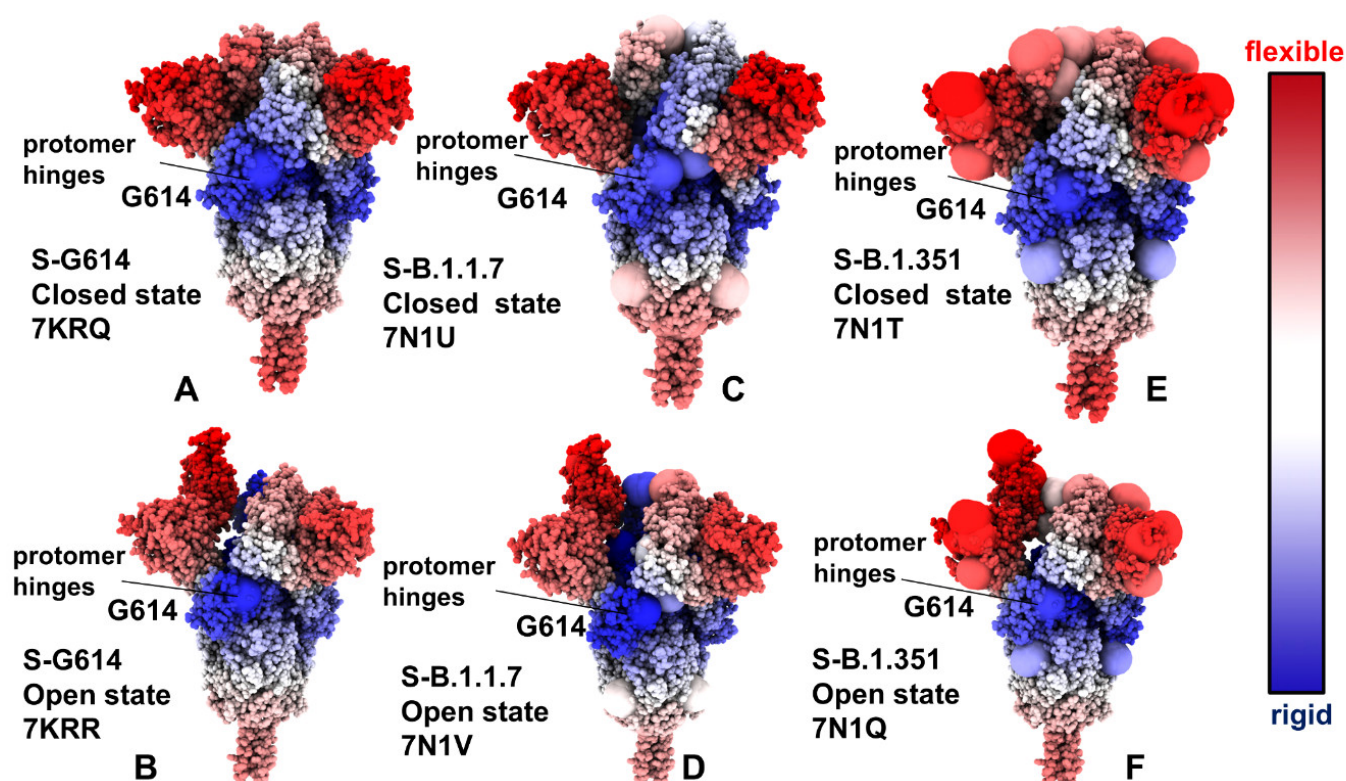 protomer
hinges
G614
S-G614
Closed state
7KRQ
A
protomer
hinges
G614
S-B.1.1.7
Closed state
7N1U
C
protomer
hinges
G614
S-B.1.351
Closed state
7N1T
E
flexible
rigid
protomer
hinges
G614
S-G614
Open state
7KRR
B
protomer
hinges
G614
S-B.1.1.7
Open state
7N1V
D
protomer
hinges
G614
S-B.1.351
Open state
7N1Q
F